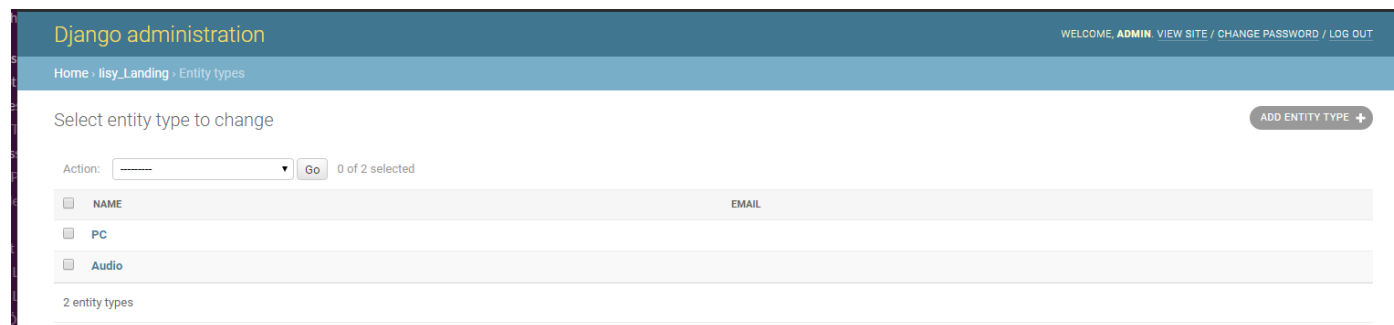 Django administration
WELCOME, ADMIN. VIEW SITE / CHANGE PASSWORD / LOG OUT
Home › Iisy_Landing › Entity types
Select entity type to change
ADD ENTITY TYPE +
Action: --------- Go 0 of 2 selected
NAME EMAIL
PC
Audio
2 entity types